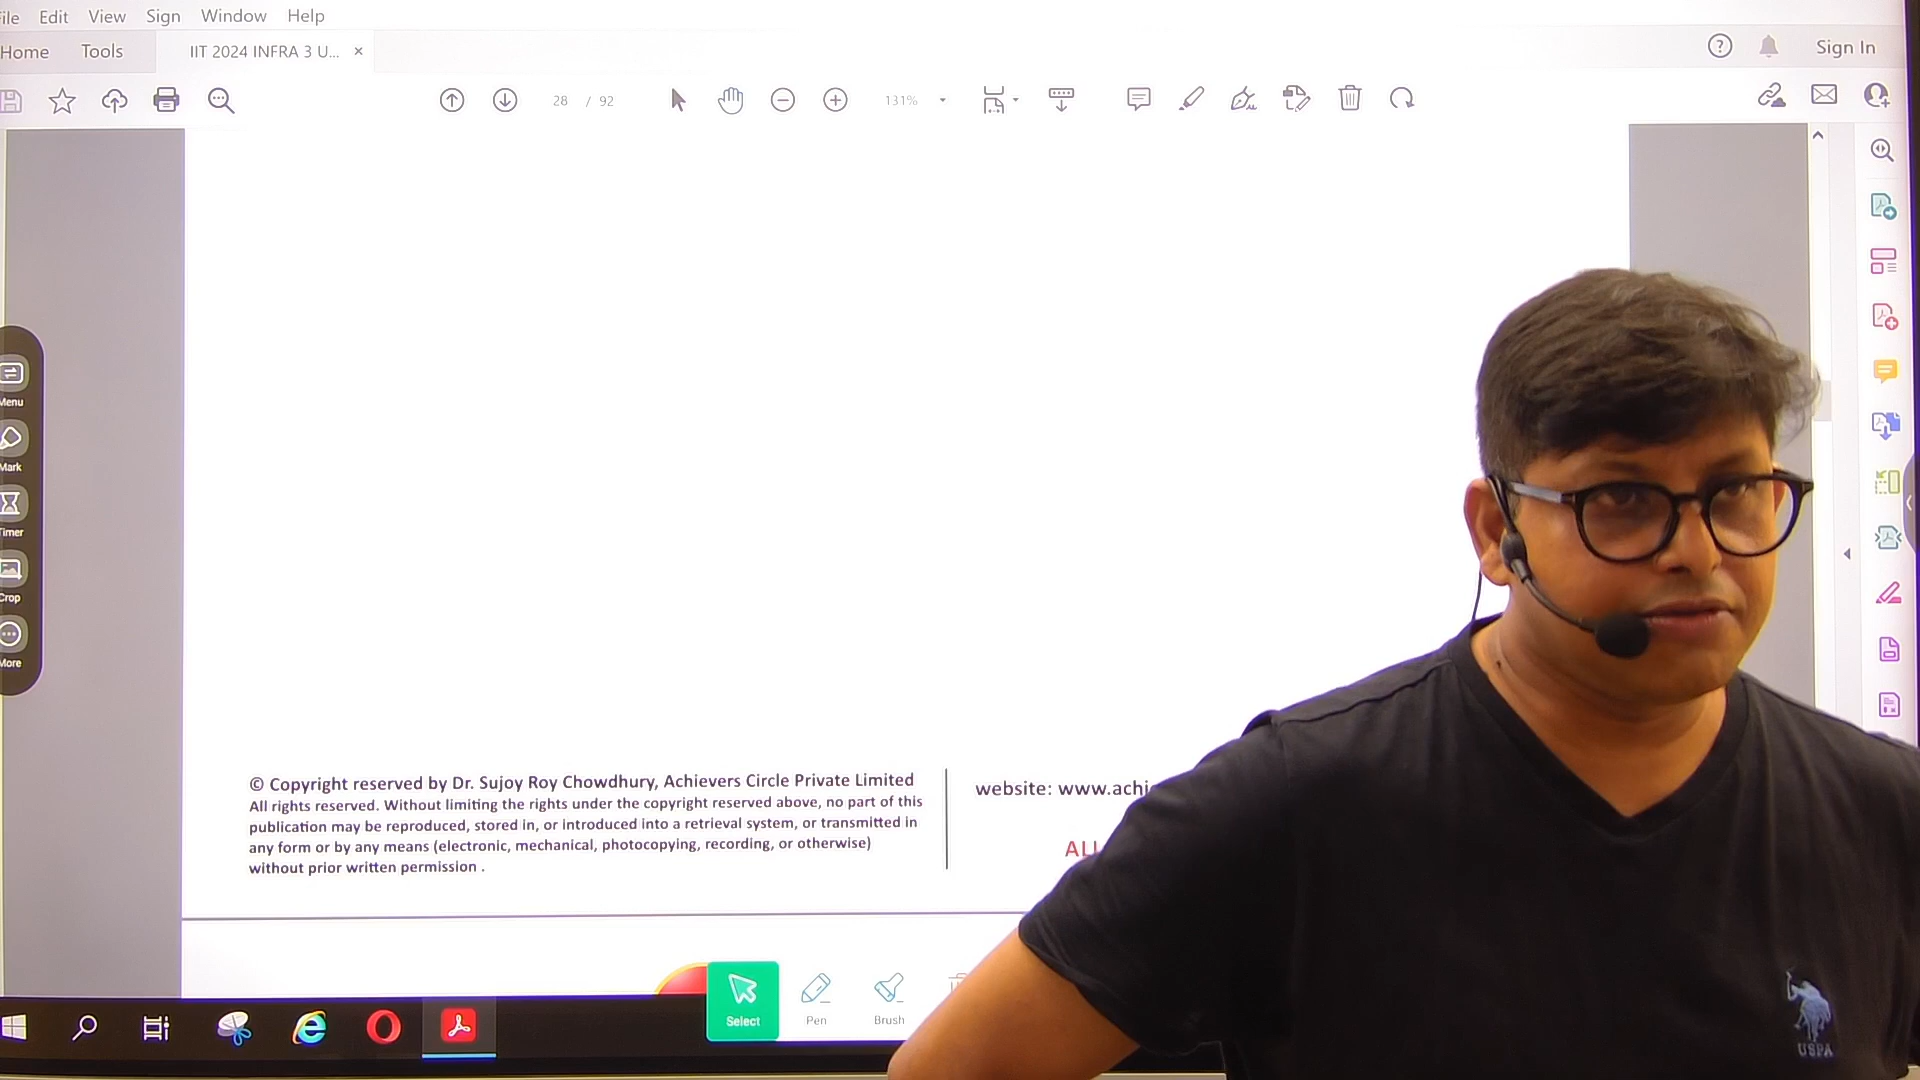 File Edit View Sign Window Help
Home Tools IIT 2024 INFRA 3 U... ×
Sign In
28 / 92
131%
Menu
Mark
Timer
Crop
More
© Copyright reserved by Dr. Sujoy Roy Chowdhury, Achievers Circle Private Limited
All rights reserved. Without limiting the rights under the copyright reserved above, no part of this
publication may be reproduced, stored in, or introduced into a retrieval system, or transmitted in
any form or by any means (electronic, mechanical, photocopying, recording, or otherwise)
without prior written permission .
website: www.achie
ALL
Select Pen Brush
USPA